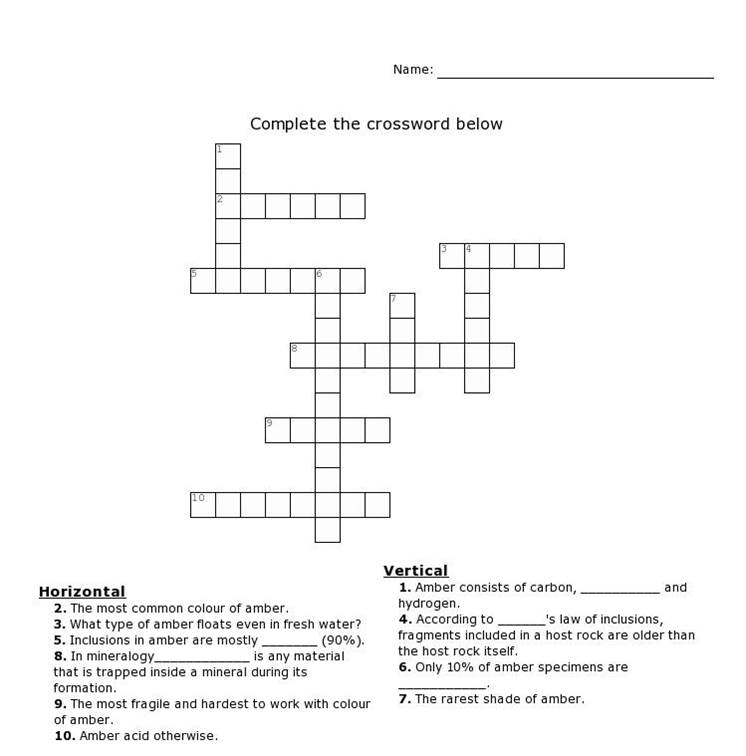 Name: ____________________
Complete the crossword below
1
2
3 4
5 6
7
8
9
10
Horizontal
2. The most common colour of amber.
3. What type of amber floats even in fresh water?
5. Inclusions in amber are mostly _______ (90%).
8. In mineralogy____________ is any material
that is trapped inside a mineral during its
formation.
9. The most fragile and hardest to work with colour
of amber.
10. Amber acid otherwise.
Vertical
1. Amber consists of carbon, __________ and
hydrogen.
4. According to ______'s law of inclusions,
fragments included in a host rock are older than
the host rock itself.
6. Only 10% of amber specimens are
___________.
7. The rarest shade of amber.